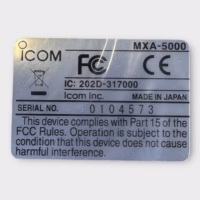 ICOM MXA-5000
FC CE
IC: 202D-317000
Icom Inc. MADE IN JAPAN
SERIAL NO. 0104573
This device complies with Part 15 of the
FCC Rules. Operation is subject to the
condition that this device does not cause
harmful interference.